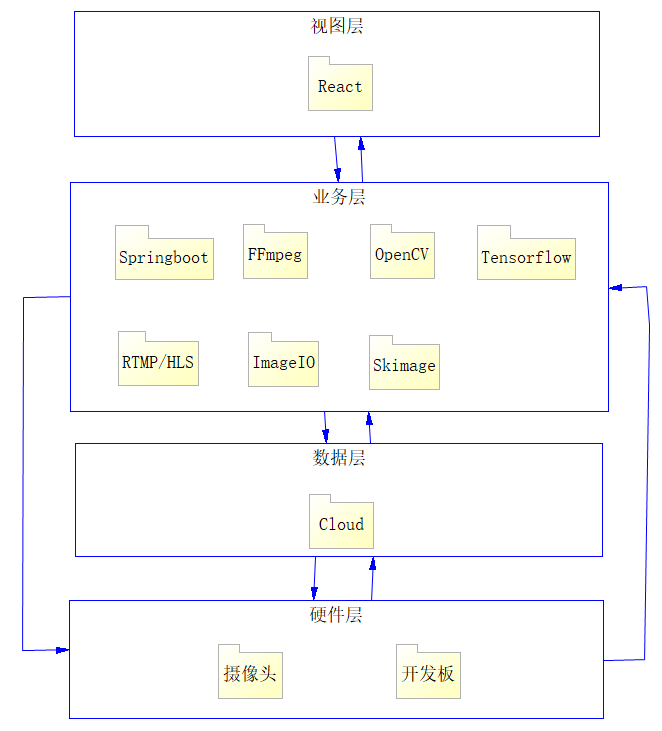 视图层
React
业务层
Springboot
FFmpeg
OpenCV
Tensorflow
RTMP/HLS
ImageIO
Skimage
数据层
Cloud
硬件层
摄像头
开发板